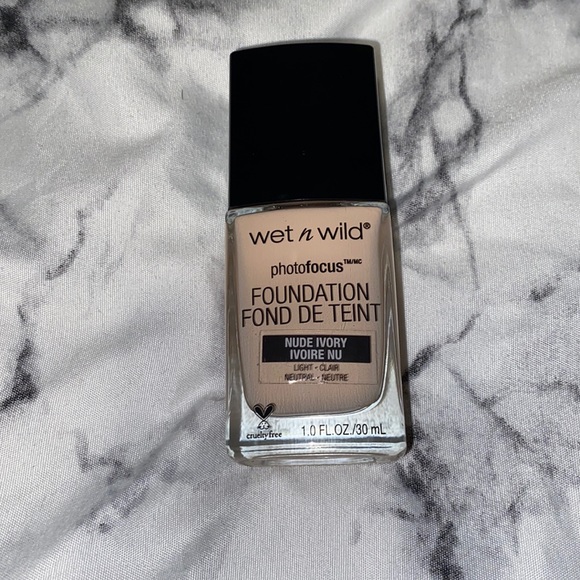 wet n wild®
photofocus™/MC
FOUNDATION
FOND DE TEINT
NUDE IVORY
IVOIRE NU
LIGHT • CLAIR
NEUTRAL • NEUTRE
cruelty free
1.0 FL.OZ./30 mL